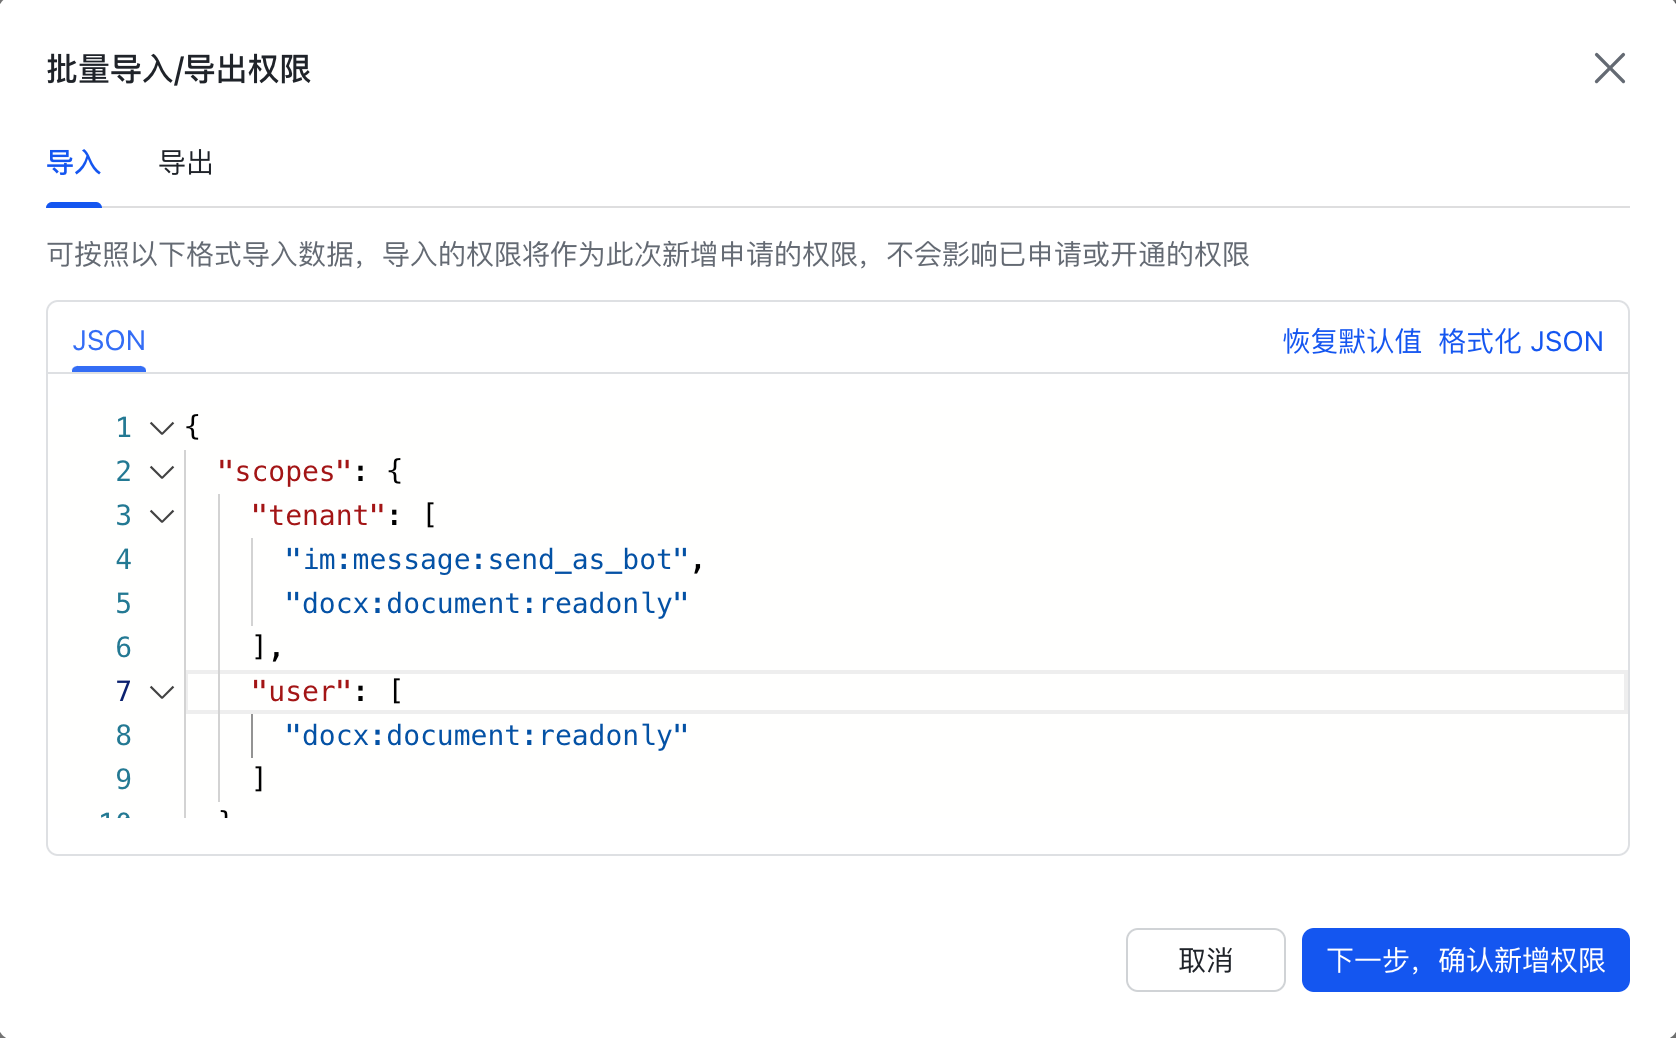 批量导入/导出权限
导入 导出
可按照以下格式导入数据，导入的权限将作为此次新增申请的权限，不会影响已申请或开通的权限
JSON 恢复默认值 格式化 JSON
1 {
2 "scopes": {
3 "tenant": [
4 "im:message:send_as_bot",
5 "docx:document:readonly"
6 ],
7 "user": [
8 "docx:document:readonly"
9 ]
10 }
取消 下一步，确认新增权限